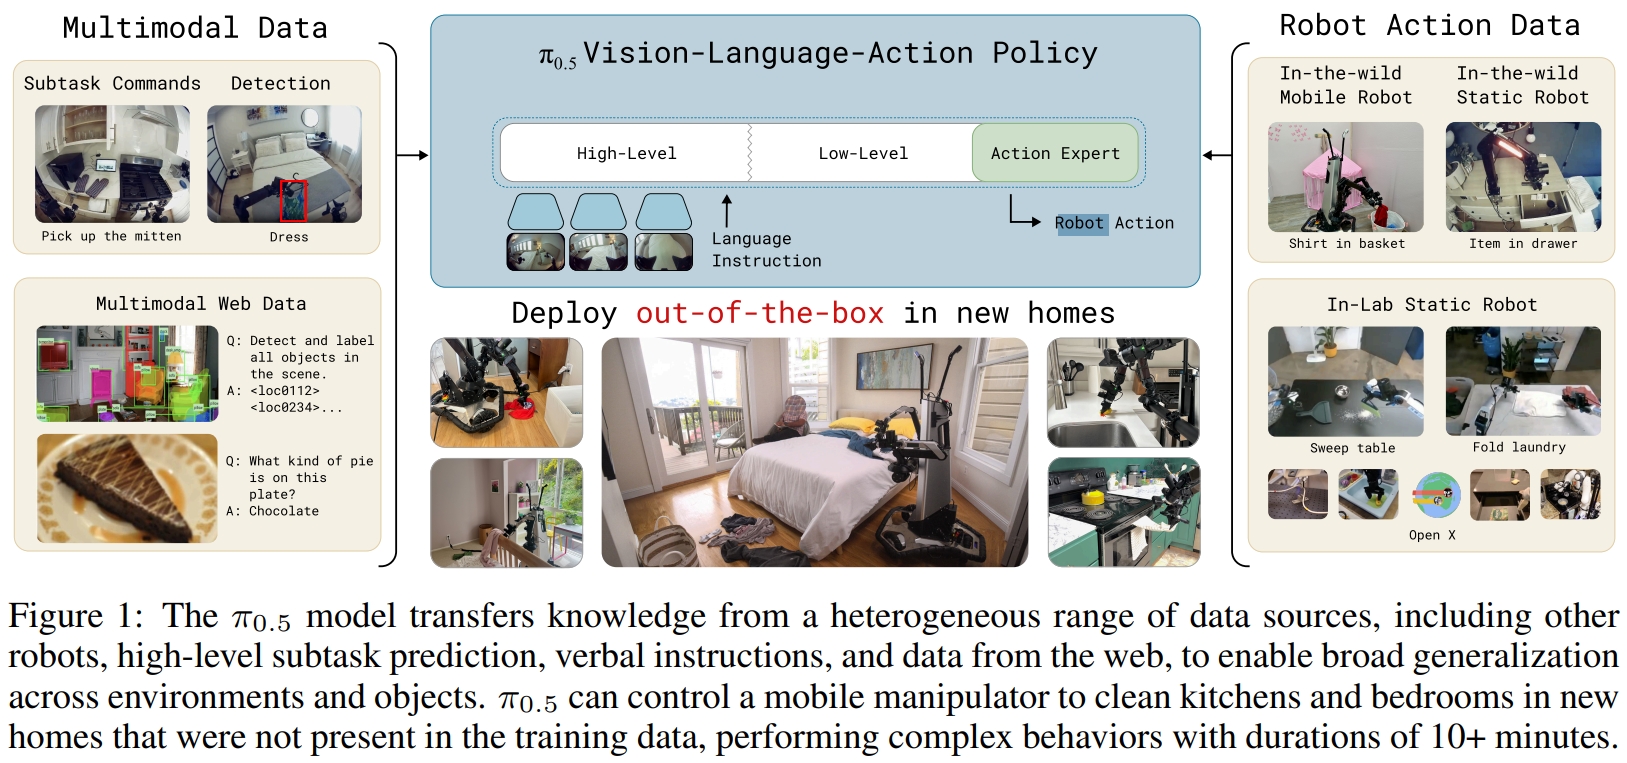 Multimodal Data
Subtask Commands
Detection
Pick up the mitten
Dress
Multimodal Web Data
Q: Detect and label
all objects in
the scene.
A: <loc0112>
<loc0234>...
Q: What kind of pie
is on this
plate?
A: Chocolate
π0.5 Vision-Language-Action Policy
High-Level
Low-Level
Action Expert
Language
Instruction
Robot Action
Deploy out-of-the-box in new homes
Robot Action Data
In-the-wild
Mobile Robot
In-the-wild
Static Robot
Shirt in basket
Item in drawer
In-Lab Static Robot
Sweep table
Fold laundry
Open X
Figure 1: The π0.5 model transfers knowledge from a heterogeneous range of data sources, including other
robots, high-level subtask prediction, verbal instructions, and data from the web, to enable broad generalization
across environments and objects. π0.5 can control a mobile manipulator to clean kitchens and bedrooms in new
homes that were not present in the training data, performing complex behaviors with durations of 10+ minutes.